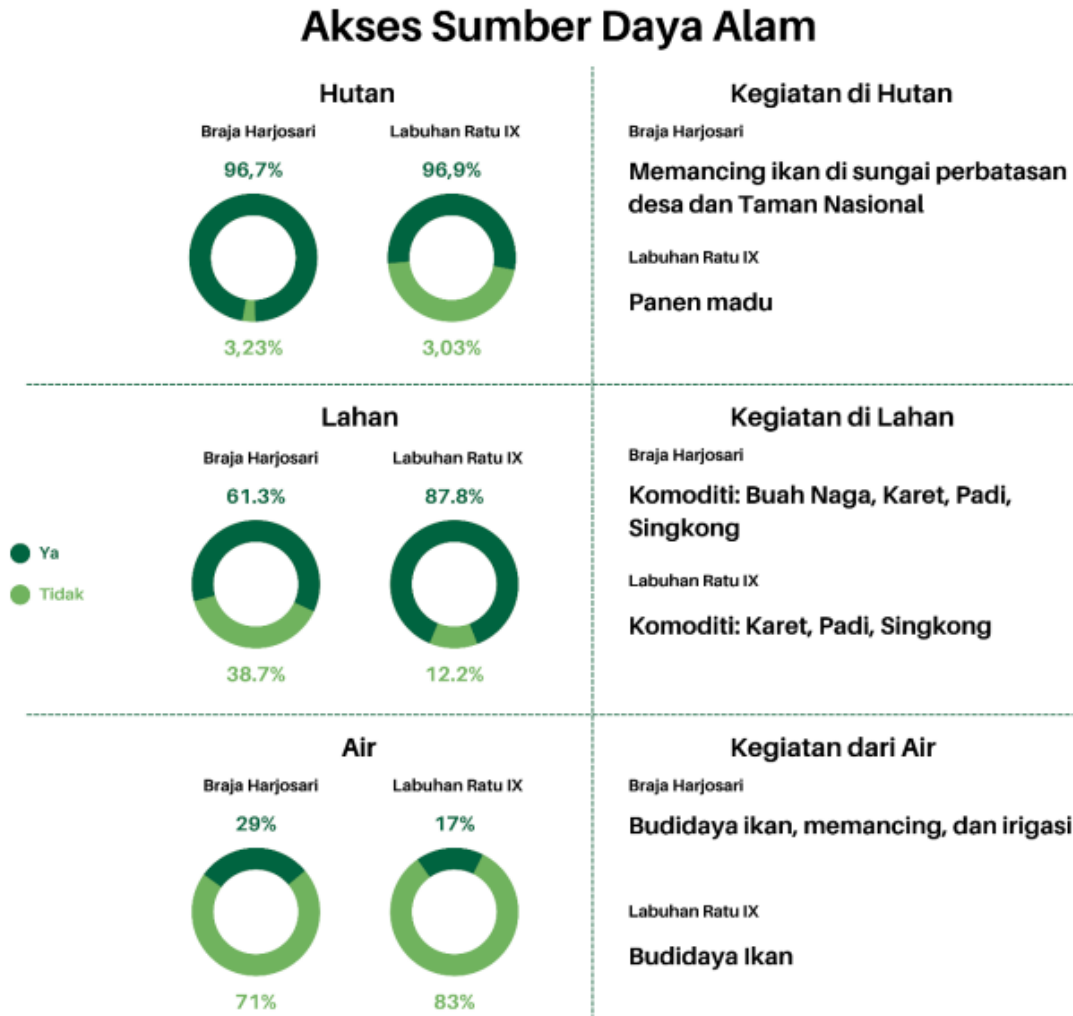 Akses Sumber Daya Alam
Hutan
Braja Harjosari
Labuhan Ratu IX
96,7%
96,9%
3,23%
3,03%
Kegiatan di Hutan
Braja Harjosari
Memancing ikan di sungai perbatasan
desa dan Taman Nasional
Labuhan Ratu IX
Panen madu
Lahan
Braja Harjosari
Labuhan Ratu IX
61.3%
87.8%
Ya
Tidak
38.7%
12.2%
Kegiatan di Lahan
Braja Harjosari
Komoditi: Buah Naga, Karet, Padi,
Singkong
Labuhan Ratu IX
Komoditi: Karet, Padi, Singkong
Air
Braja Harjosari
Labuhan Ratu IX
29%
17%
71%
83%
Kegiatan dari Air
Braja Harjosari
Budidaya ikan, memancing, dan irigasi
Labuhan Ratu IX
Budidaya Ikan